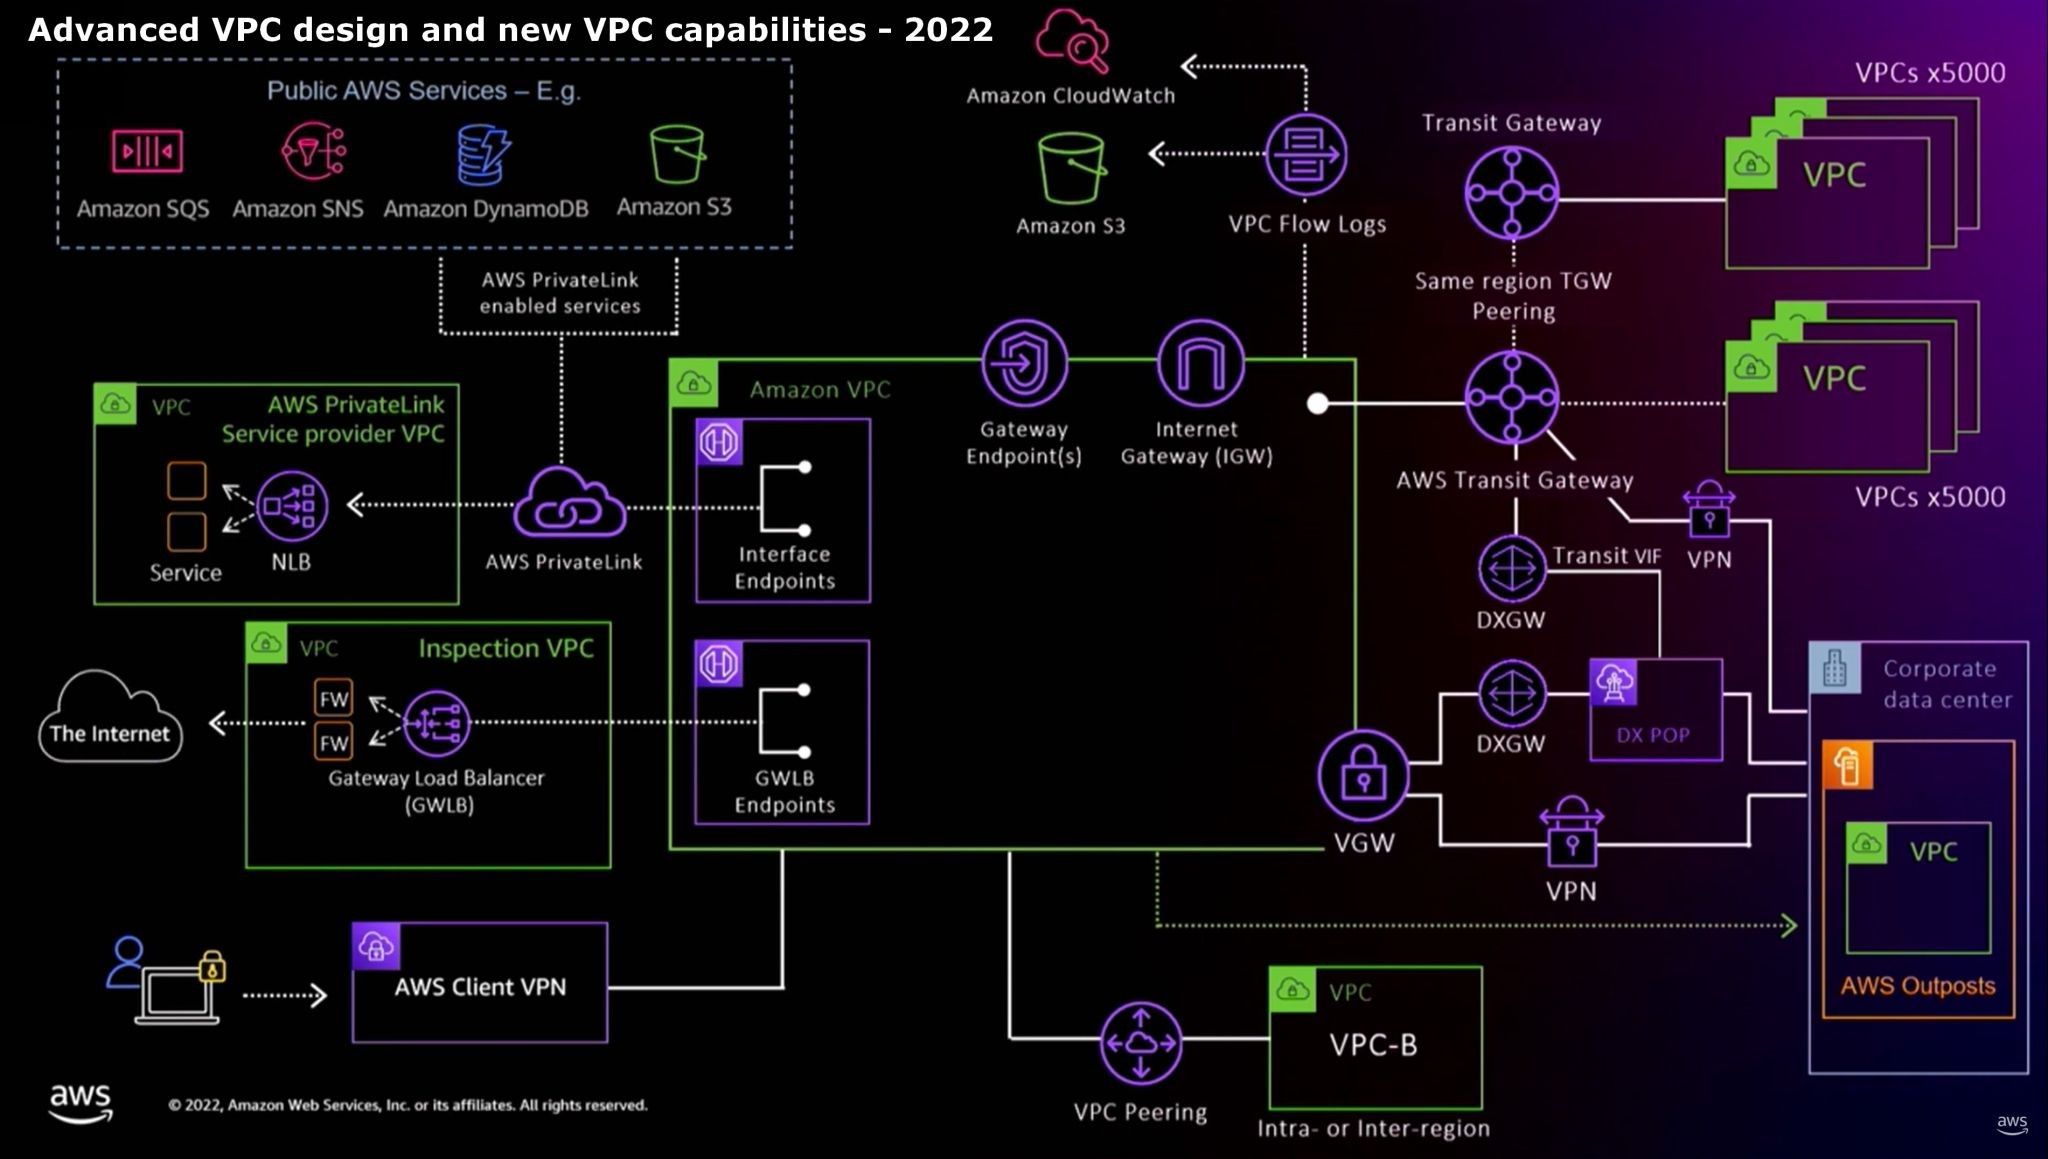 Advanced VPC design and new VPC capabilities - 2022
Public AWS Services – E.g.
Amazon SQS
Amazon SNS
Amazon DynamoDB
Amazon S3
AWS PrivateLink
enabled services
Amazon CloudWatch
Amazon S3
VPC Flow Logs
Transit Gateway
VPCs x5000
VPC
Same region TGW
Peering
VPC
VPCs x5000
AWS Transit Gateway
VPC
AWS PrivateLink
Service provider VPC
Service
NLB
AWS PrivateLink
Amazon VPC
Interface
Endpoints
Gateway
Endpoint(s)
Internet
Gateway (IGW)
VPN
Transit VIF
DXGW
The Internet
VPC
Inspection VPC
FW
FW
Gateway Load Balancer
(GWLB)
GWLB
Endpoints
DXGW
DX POP
VGW
VPN
Corporate
data center
VPC
AWS Outposts
AWS Client VPN
VPC Peering
VPC
VPC-B
Intra- or Inter-region
aws
© 2022, Amazon Web Services, Inc. or its affiliates. All rights reserved.
aws